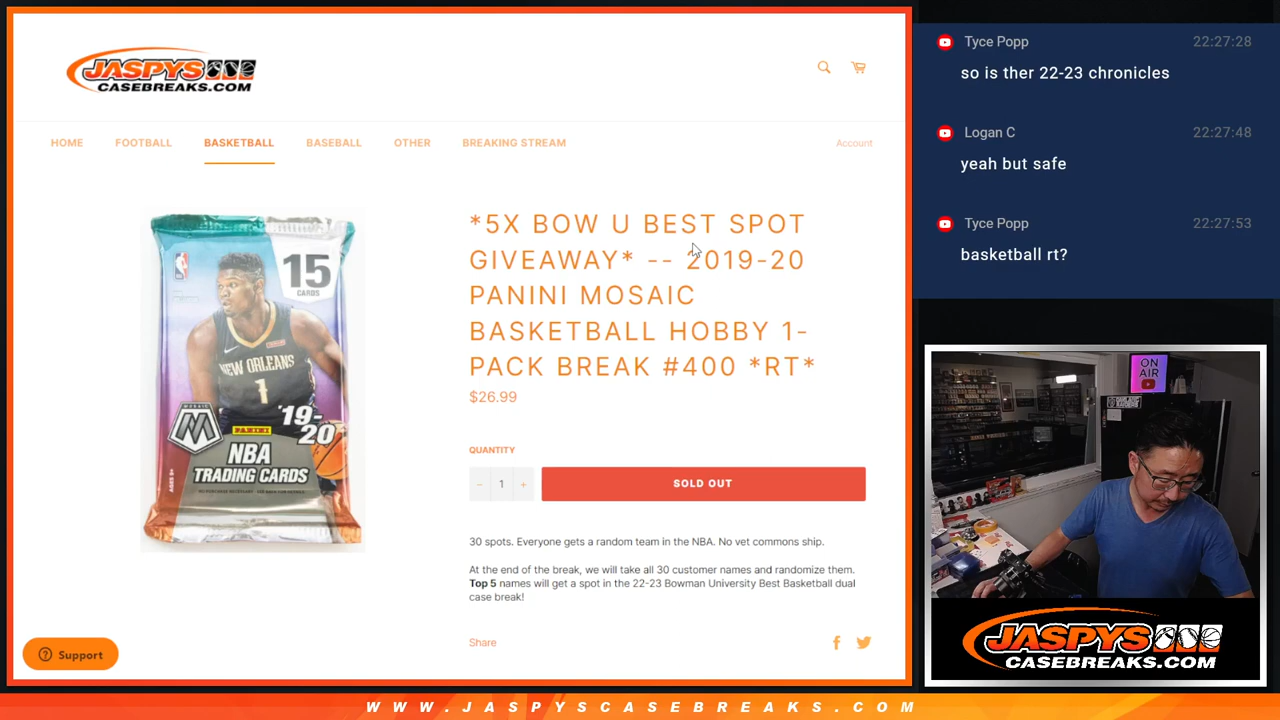 JASPYS
CASEBREAKS.COM
HOME
FOOTBALL
BASKETBALL
BASEBALL
OTHER
BREAKING STREAM
Account
15
CARDS
NEW ORLEANS
1
MOSAIC
'19-
20
PANINI
NBA
TRADING CARDS
*5X BOW U BEST SPOT
GIVEAWAY* -- 2019-20
PANINI MOSAIC
BASKETBALL HOBBY 1-
PACK BREAK #400 *RT*
$26.99
QUANTITY
− 1 +
SOLD OUT
30 spots. Everyone gets a random team in the NBA. No vet commons ship.
At the end of the break, we will take all 30 customer names and randomize them.
Top 5 names will get a spot in the 22-23 Bowman University Best Basketball dual
case break!
Share
Support
Tyce Popp 22:27:28
so is ther 22-23 chronicles
Logan C 22:27:48
yeah but safe
Tyce Popp 22:27:53
basketball rt?
ON
AIR
JASPYS
CASEBREAKS.COM
WWW.JASPYSCASEBREAKS.COM